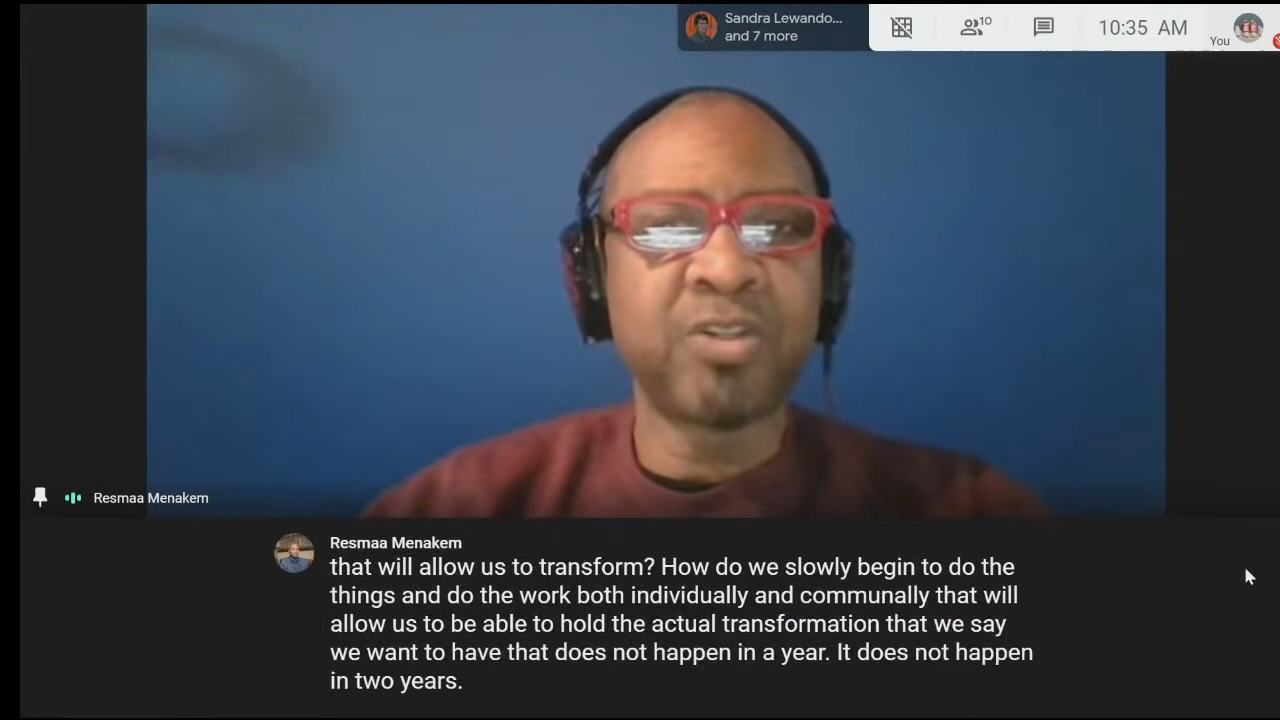 Sandra Lewando...
and 7 more
10
10:35 AM
You
Resmaa Menakem
Resmaa Menakem
that will allow us to transform? How do we slowly begin to do the
things and do the work both individually and communally that will
allow us to be able to hold the actual transformation that we say
we want to have that does not happen in a year. It does not happen
in two years.